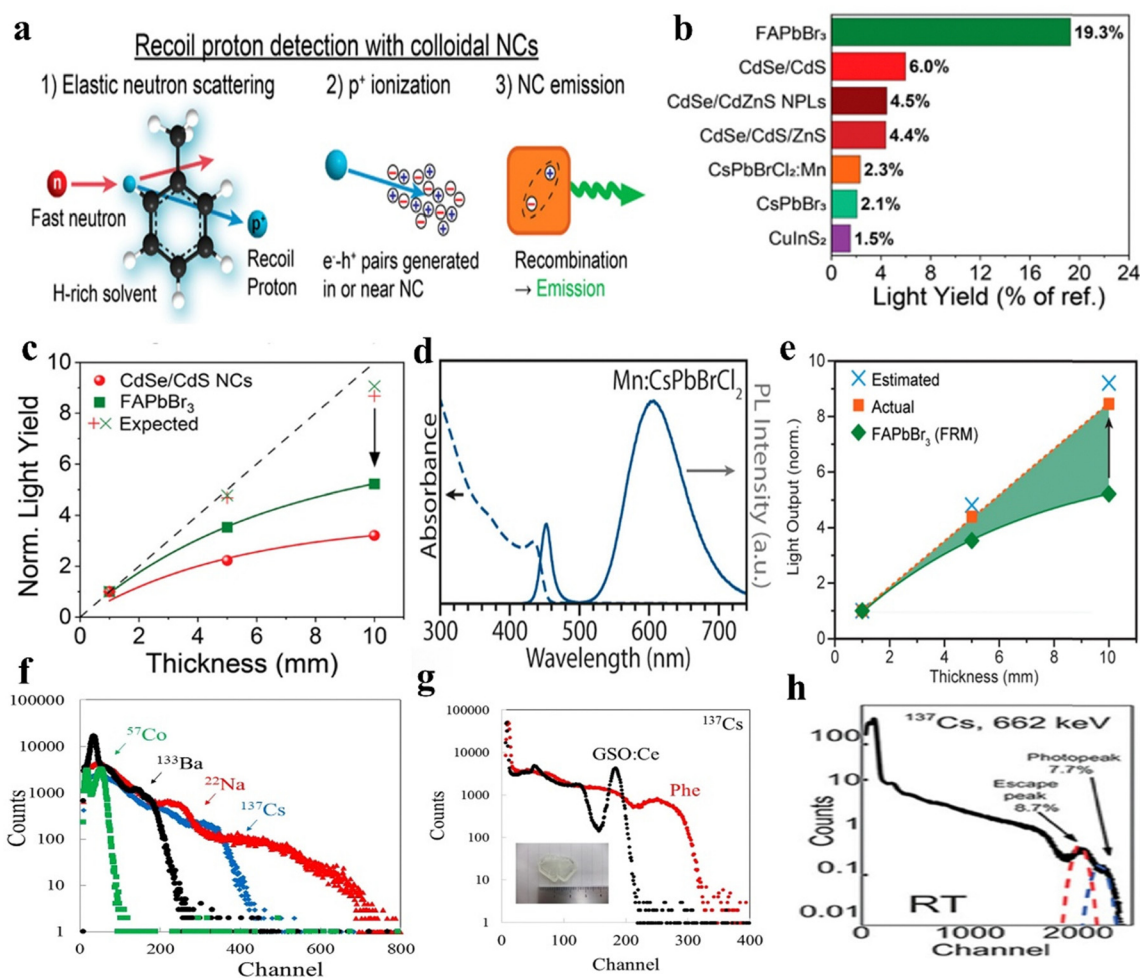 a
Recoil proton detection with colloidal NCs
1) Elastic neutron scattering
2) p⁺ ionization
3) NC emission
n
Fast neutron
p⁺
Recoil
Proton
H-rich solvent
e⁻-h⁺ pairs generated
in or near NC
Recombination
→ Emission
b
FAPbBr₃
19.3%
CdSe/CdS
6.0%
CdSe/CdZnS NPLs
4.5%
CdSe/CdS/ZnS
4.4%
CsPbBrCl₂:Mn
2.3%
CsPbBr₃
2.1%
CuInS₂
1.5%
0 4 8 12 16 20 24
Light Yield (% of ref.)
c
10
8
6
4
2
0
Norm. Light Yield
CdSe/CdS NCs
FAPbBr₃
Expected
0 2 4 6 8 10
Thickness (mm)
d
Mn:CsPbBrCl₂
Absorbance
PL Intensity (a.u.)
300 400 500 600 700
Wavelength (nm)
e
10
8
6
4
2
0
Light Output (norm.)
Estimated
Actual
FAPbBr₃ (FRM)
0 2 4 6 8 10
Thickness (mm)
f
100000
10000
1000
100
10
1
Counts
⁵⁷Co
¹³³Ba
²²Na
¹³⁷Cs
0 200 400 600 800
Channel
g
100000
10000
1000
100
10
1
Counts
¹³⁷Cs
GSO:Ce
Phe
0 100 200 300 400
Channel
h
100
10
1
0.1
0.01
Counts
¹³⁷Cs, 662 keV
Photopeak
7.7%
Escape
peak
8.7%
RT
0 1000 2000
Channel